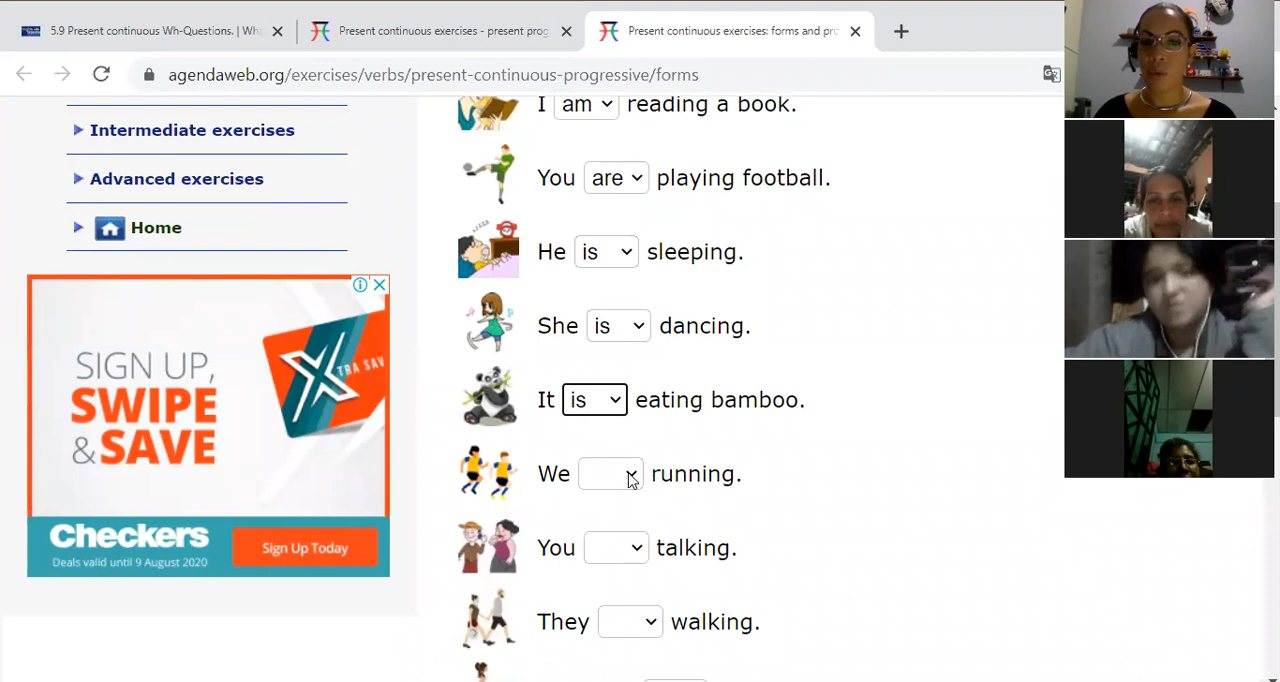 5.9 Present continuous Wh-Questions. | Wh
Present continuous exercises - present prog
Present continuous exercises: forms and pr
agendaweb.org/exercises/verbs/present-continuous-progressive/forms
Intermediate exercises
Advanced exercises
Home
SIGN UP,
SWIPE
& SAVE
XTRA SAV
Checkers
Deals valid until 9 August 2020
Sign Up Today
I am reading a book.
You are playing football.
He is sleeping.
She is dancing.
It is eating bamboo.
We running.
You talking.
They walking.